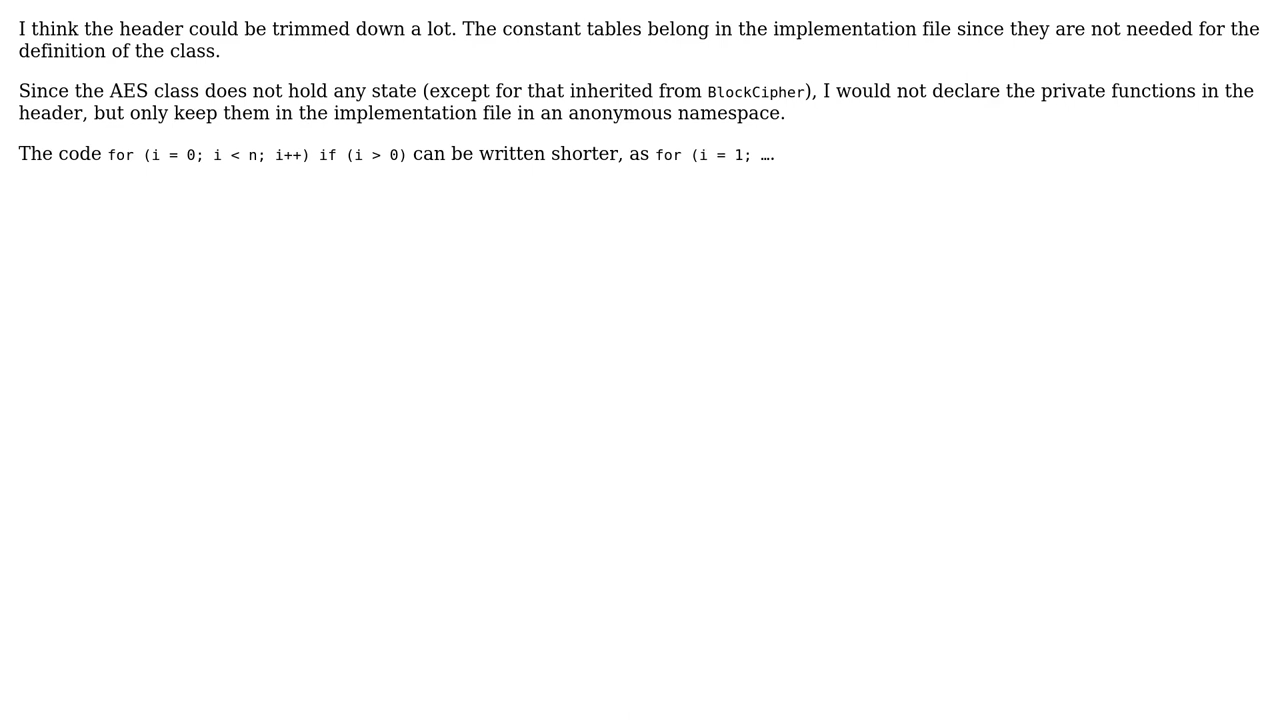 I think the header could be trimmed down a lot. The constant tables belong in the implementation file since they are not needed for the
definition of the class.
Since the AES class does not hold any state (except for that inherited from BlockCipher), I would not declare the private functions in the
header, but only keep them in the implementation file in an anonymous namespace.
The code for (i = 0; i < n; i++) if (i > 0) can be written shorter, as for (i = 1; ….